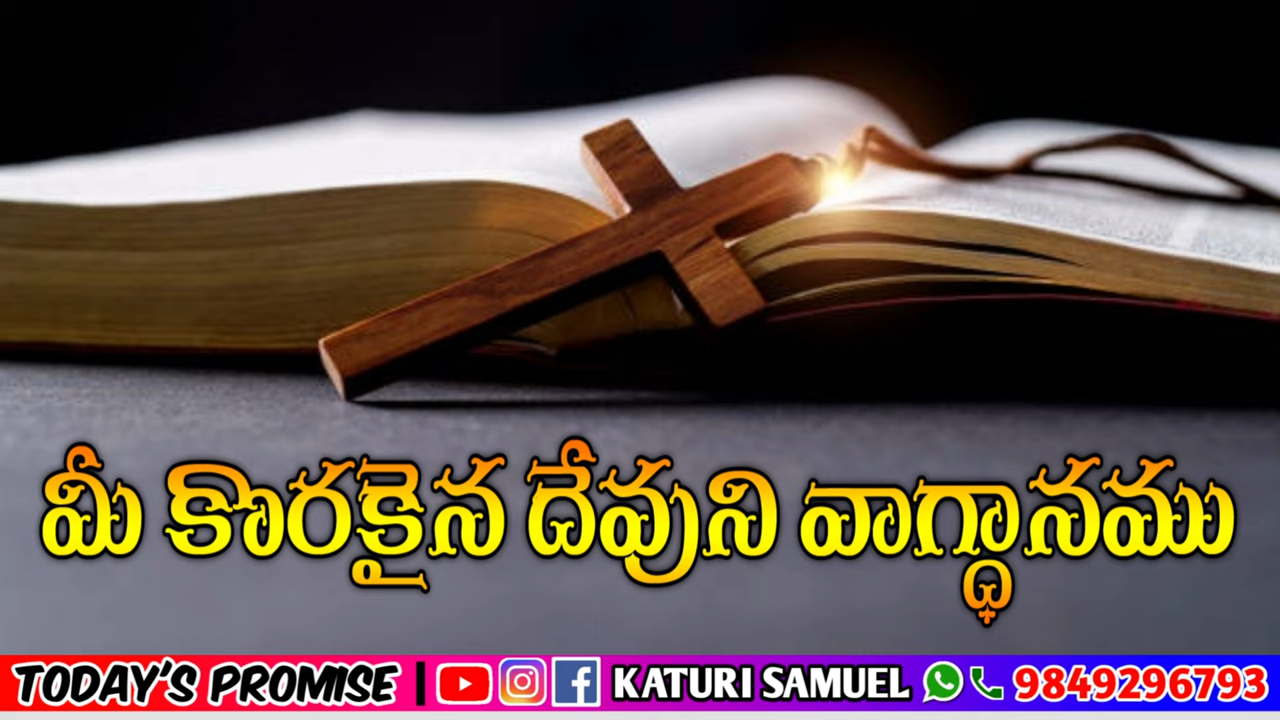 మీ కొరకైన దేవుని వాగ్ధానము
TODAY'S PROMISE | KATURI SAMUEL 9849296793